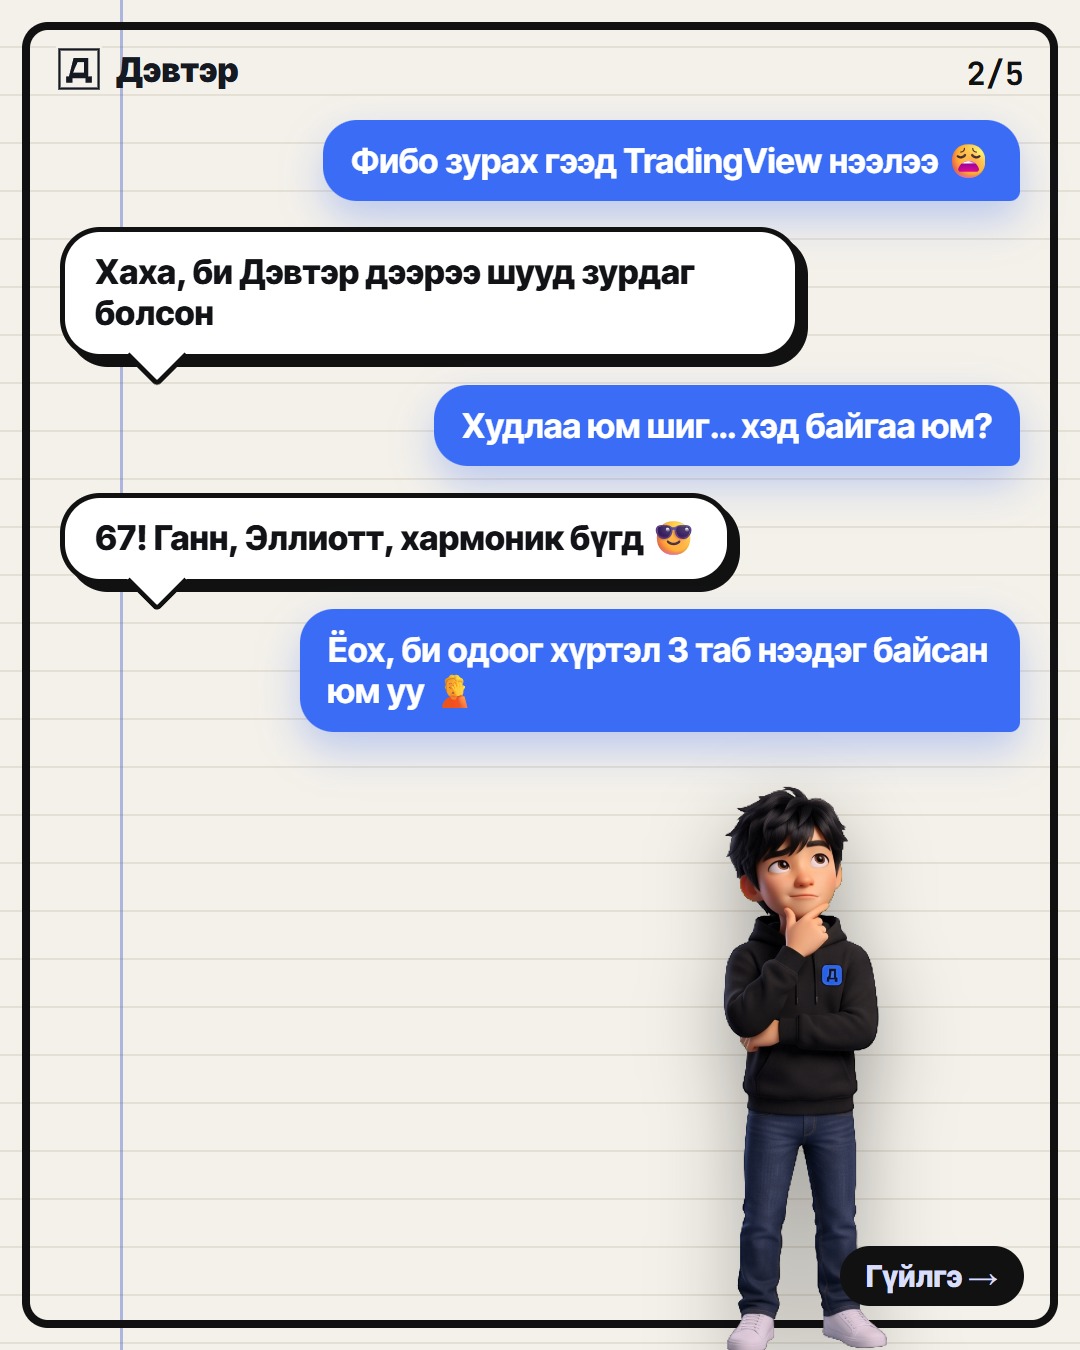 Д Дэвтэр
2/5
Фибо зурах гээд TradingView нээлээ 😩
Хаха, би Дэвтэр дээрээ шууд зурдаг
болсон
Худлаа юм шиг... хэд байгаа юм?
67! Ганн, Эллиотт, хармоник бүгд 😎
Ёох, би одоог хүртэл 3 таб нээдэг байсан
юм уу 🤦
Д
Гүйлгэ →